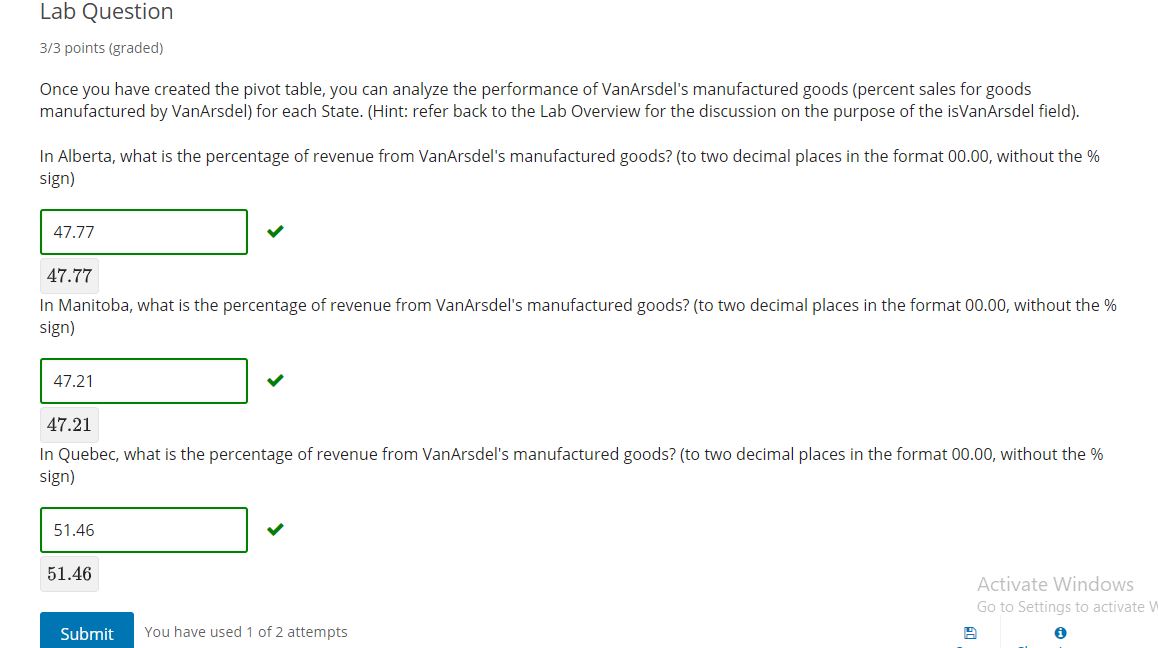 Lab Question
3/3 points (graded)
Once you have created the pivot table, you can analyze the performance of VanArsdel's manufactured goods (percent sales for goods
manufactured by VanArsdel) for each State. (Hint: refer back to the Lab Overview for the discussion on the purpose of the isVanArsdel field).
In Alberta, what is the percentage of revenue from VanArsdel's manufactured goods? (to two decimal places in the format 00.00, without the %
sign)
47.77
47.77
In Manitoba, what is the percentage of revenue from VanArsdel's manufactured goods? (to two decimal places in the format 00.00, without the %
sign)
47.21
47.21
In Quebec, what is the percentage of revenue from VanArsdel's manufactured goods? (to two decimal places in the format 00.00, without the %
sign)
51.46
51.46
Activate Windows
Go to Settings to activate W
Submit
You have used 1 of 2 attempts